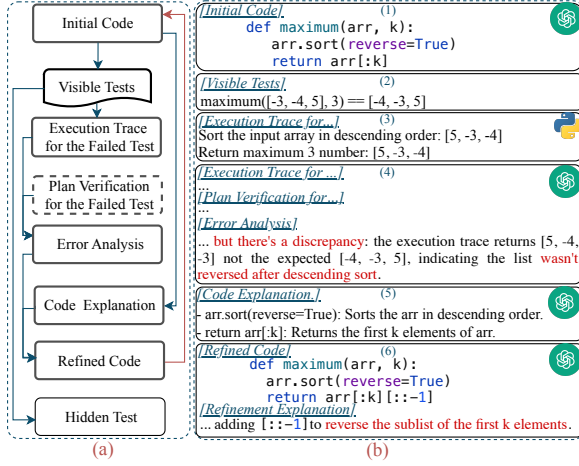 Initial Code
Visible Tests
Execution Trace
for the Failed Test
Plan Verification
for the Failed Test
Error Analysis
Code Explanation
Refined Code
Hidden Test
(a)
[Initial Code]
(1)
def maximum(arr, k):
arr.sort(reverse=True)
return arr[:k]
[Visible Tests]
(2)
maximum([-3, -4, 5], 3) == [-4, -3, 5]
[Execution Trace for...]
(3)
Sort the input array in descending order: [5, -3, -4]
Return maximum 3 number: [5, -3, -4]
[Execution Trace for ...]
(4)
...
[Plan Verification for...]
...
[Error Analysis]
... but there's a discrepancy: the execution trace returns [5, -4,
-3] not the expected [-4, -3, 5], indicating the list wasn't
reversed after descending sort.
[Code Explanation.]
(5)
- arr.sort(reverse=True): Sorts the arr in descending order.
- return arr[:k]: Returns the first k elements of arr.
[Refined Code]
(6)
def maximum(arr, k):
arr.sort(reverse=True)
return arr[:k][::-1]
[Refinement Explanation]
... adding [::-1] to reverse the sublist of the first k elements.
(b)